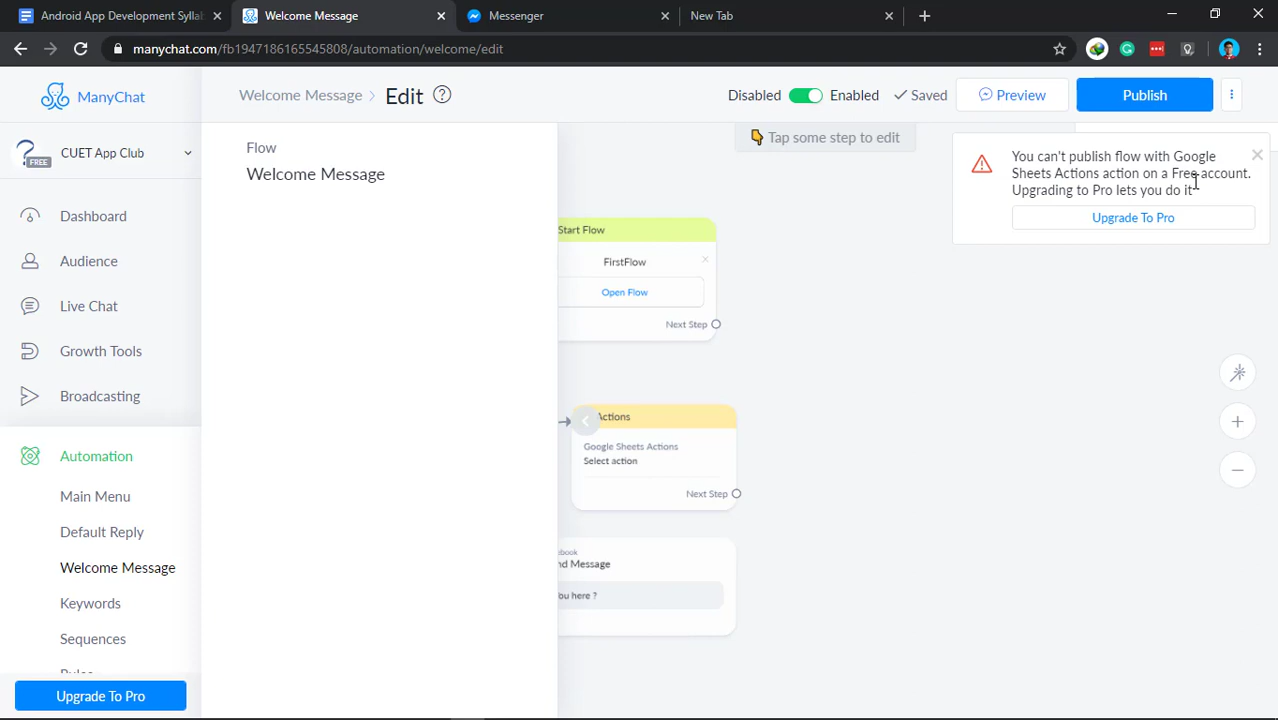 Android App Development Sylla
Welcome Message
Messenger
New Tab
manychat.com/fb1947186165545808/automation/welcome/edit
ManyChat
Welcome Message
Edit
?
Disabled
Enabled
Saved
Preview
Publish
FREE
CUET App Club
Dashboard
Audience
Live Chat
Growth Tools
Broadcasting
Automation
Main Menu
Default Reply
Welcome Message
Keywords
Sequences
Rules
Upgrade To Pro
Flow
Welcome Message
Tap some step to edit
Start Flow
FirstFlow
Open Flow
Next Step
Actions
Google Sheets Actions
Select action
Next Step
book
nd Message
ou here ?
You can't publish flow with Google
Sheets Actions action on a Free account.
Upgrading to Pro lets you do it
Upgrade To Pro